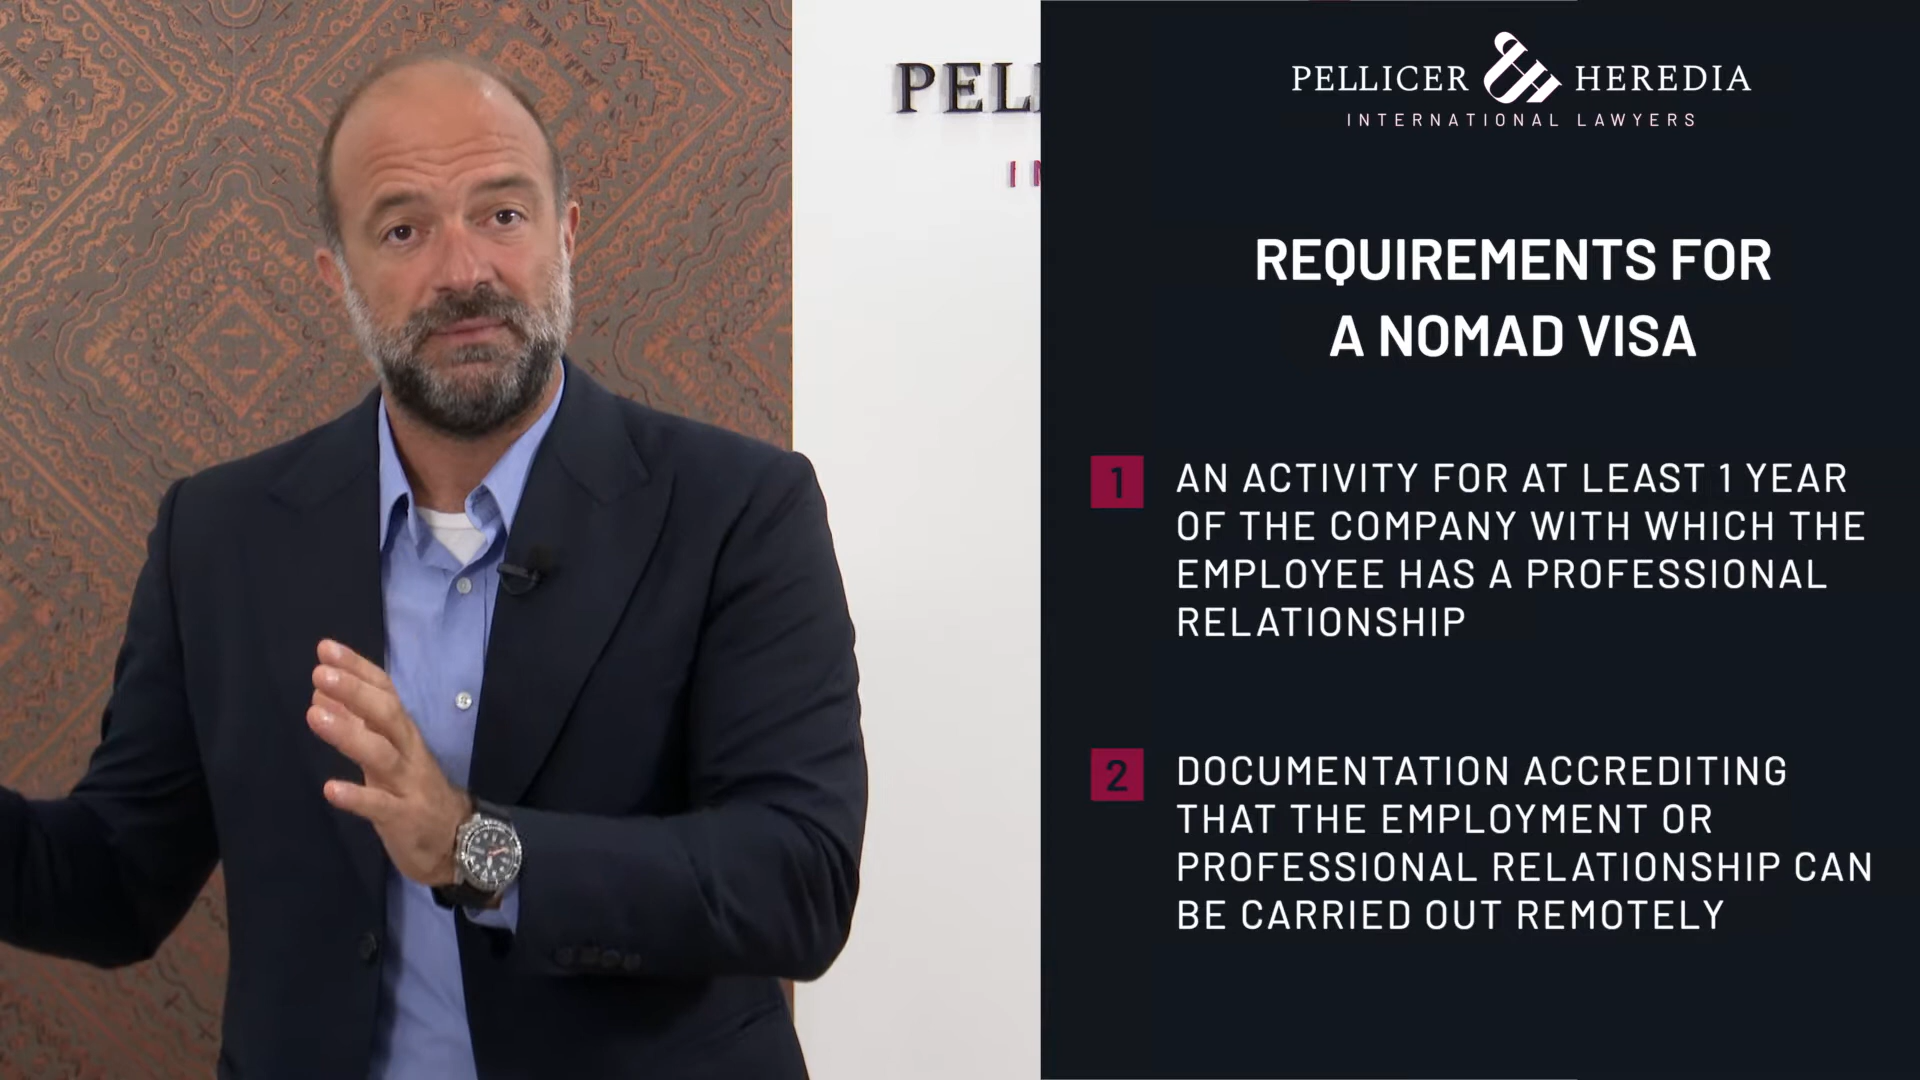 PEL
PELLICER & HEREDIA
INTERNATIONAL LAWYERS
REQUIREMENTS FOR
A NOMAD VISA
1 AN ACTIVITY FOR AT LEAST 1 YEAR
OF THE COMPANY WITH WHICH THE
EMPLOYEE HAS A PROFESSIONAL
RELATIONSHIP
2 DOCUMENTATION ACCREDITING
THAT THE EMPLOYMENT OR
PROFESSIONAL RELATIONSHIP CAN
BE CARRIED OUT REMOTELY